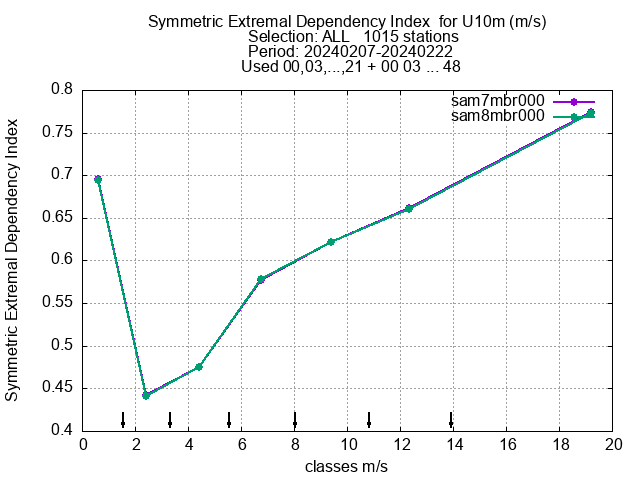 Symmetric Extremal Dependency Index  for U10m (m/s)
Selection: ALL   1015 stations
Period: 20240207-20240222
Used 00,03,...,21 + 00 03 ... 48
sam7mbr000
sam8mbr000
Symmetric Extremal Dependency Index
0.8
0.75
0.7
0.65
0.6
0.55
0.5
0.45
0.4
0 2 4 6 8 10 12 14 16 18 20
classes m/s